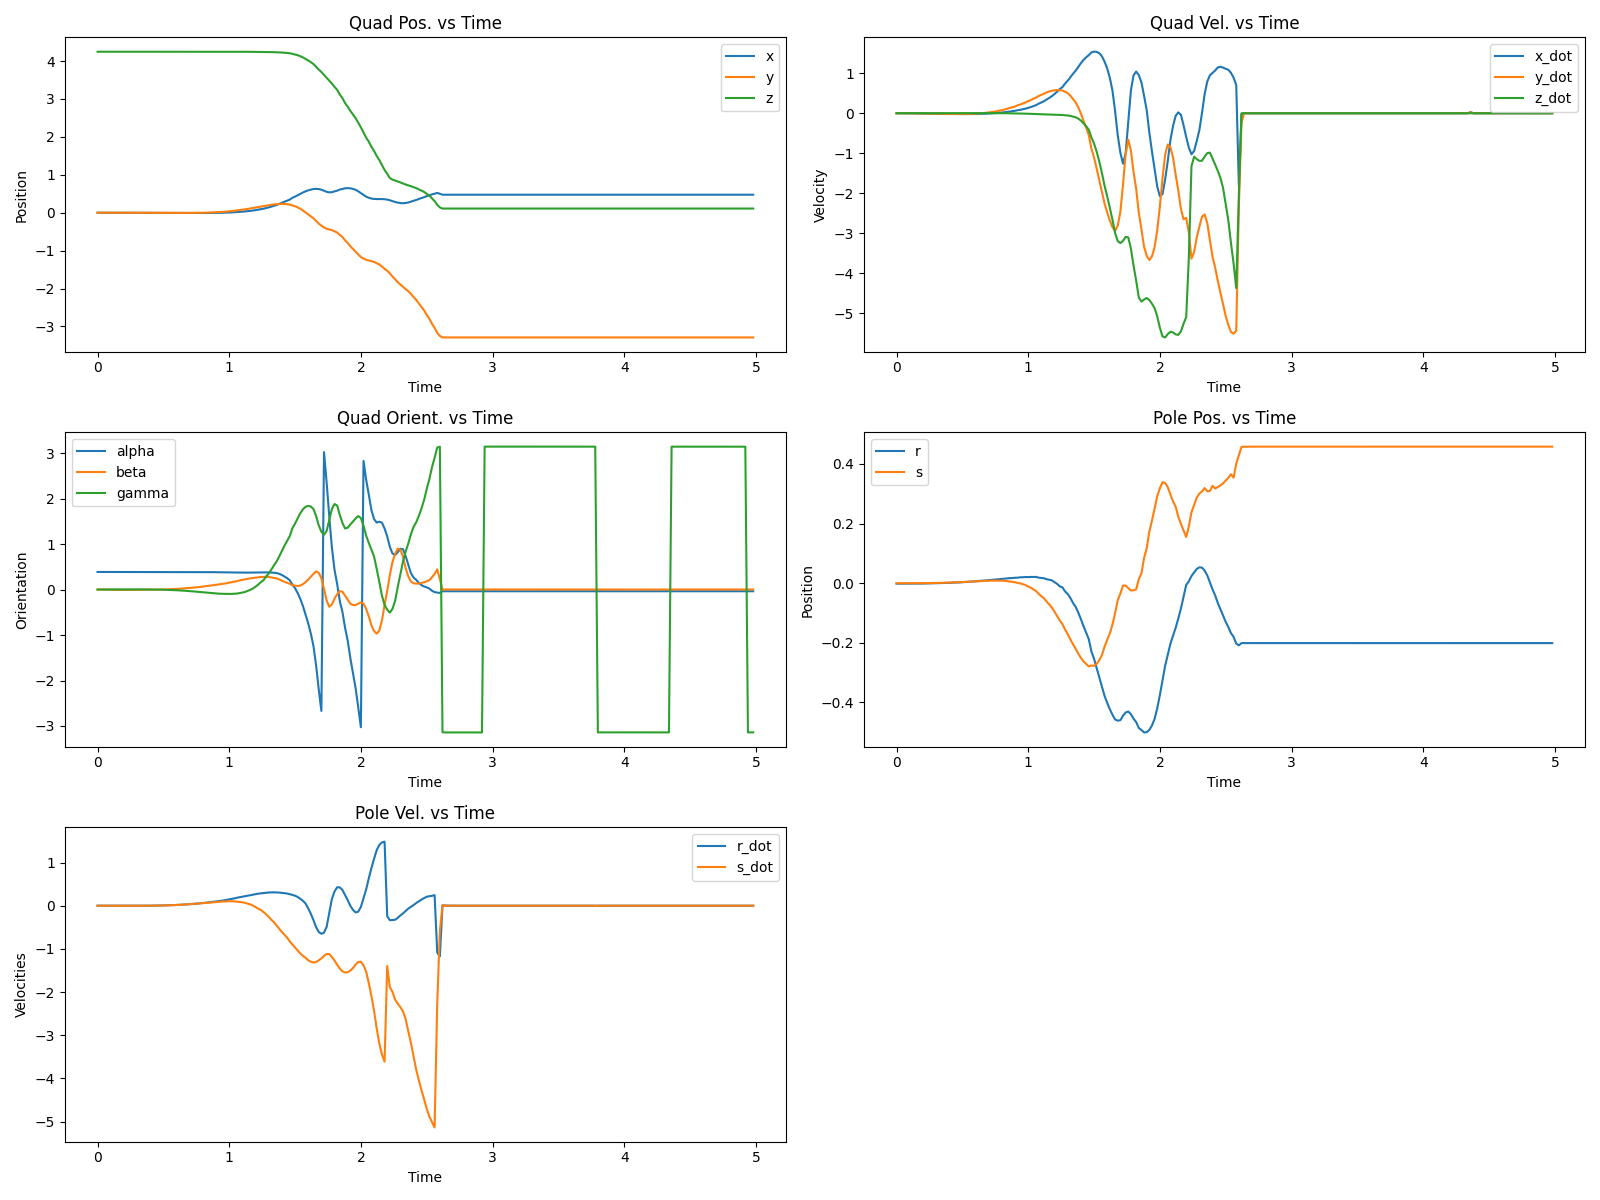 Quad Pos. vs Time
Position
4
3
2
1
0
−1
−2
−3
x
y
z
0 1 2 3 4 5
Time
Quad Vel. vs Time
Velocity
1
0
−1
−2
−3
−4
−5
x_dot
y_dot
z_dot
0 1 2 3 4 5
Time
Quad Orient. vs Time
Orientation
3
2
1
0
−1
−2
−3
alpha
beta
gamma
0 1 2 3 4 5
Time
Pole Pos. vs Time
Position
0.4
0.2
0.0
−0.2
−0.4
r
s
0 1 2 3 4 5
Time
Pole Vel. vs Time
Velocities
1
0
−1
−2
−3
−4
−5
r_dot
s_dot
0 1 2 3 4 5
Time